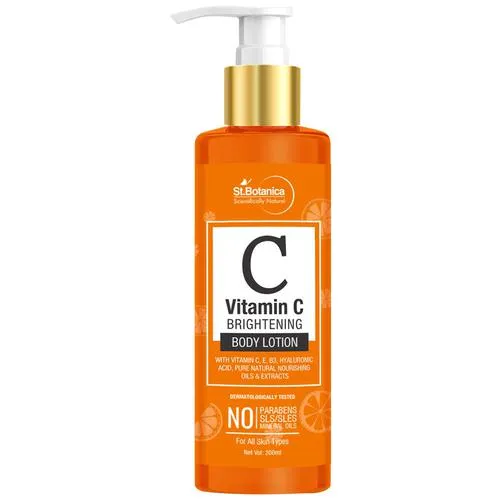 St.Botanica
Scientifically Natural
C
Vitamin C
BRIGHTENING
BODY LOTION
WITH VITAMIN C, E, B3, HYALURONIC
ACID, PURE NATURAL NOURISHING
OILS & EXTRACTS
DERMATOLOGICALLY TESTED
NO
PARABENS
SLS/SLES
MINERAL OILS
For All Skin Types
Net Vol: 200ml